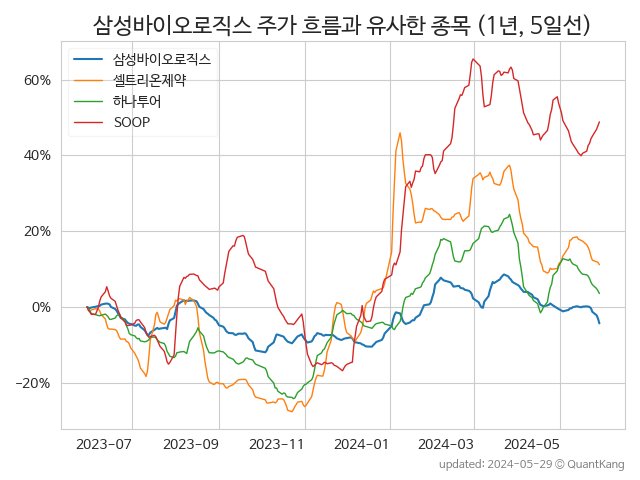 삼성바이오로직스 주가 흐름과 유사한 종목 (1년, 5일선)
삼성바이오로직스
셀트리온제약
하나투어
SOOP
60%
40%
20%
0%
−20%
2023-07
2023-09
2023-11
2024-01
2024-03
2024-05
updated: 2024-05-29 © QuantKang